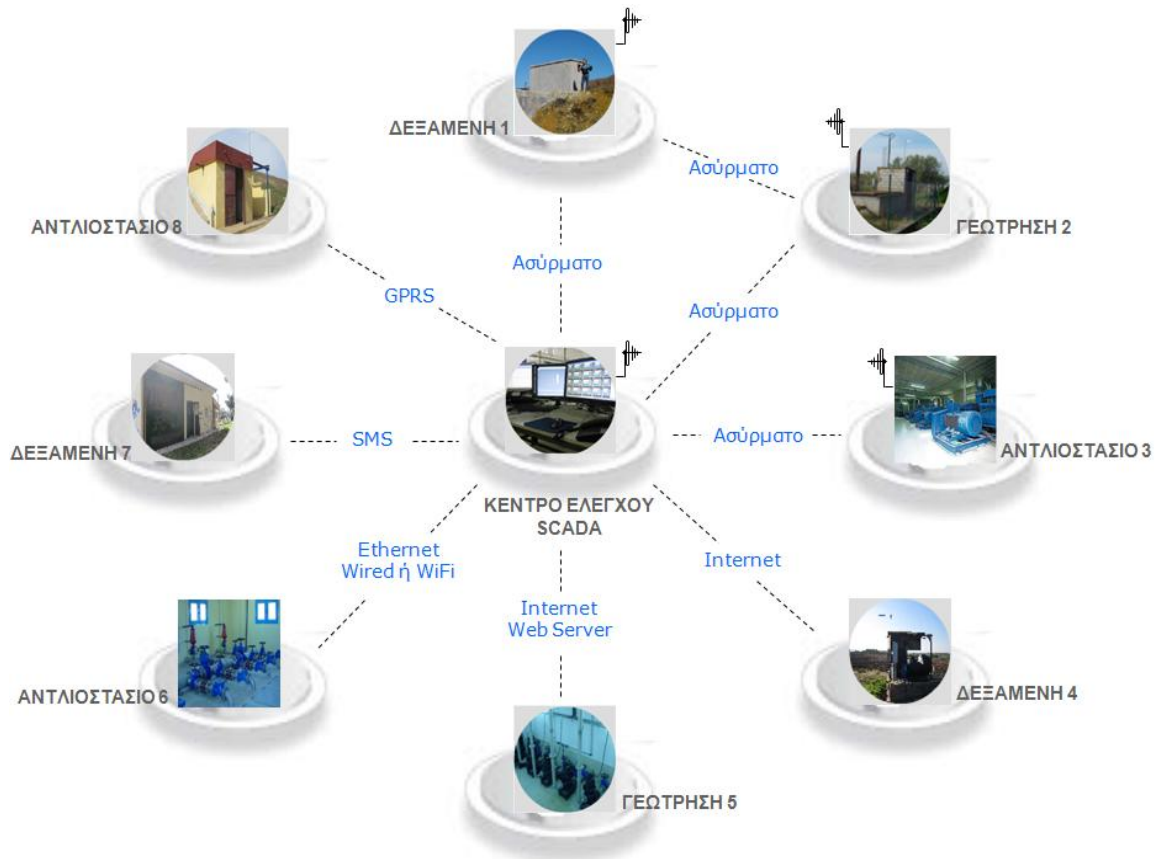 ΔΕΞΑΜΕΝΗ 1
Ασύρματο
ΑΝΤΛΙΟΣΤΑΣΙΟ 8
ΓΕΩΤΡΗΣΗ 2
Ασύρματο
GPRS
Ασύρματο
ΔΕΞΑΜΕΝΗ 7
SMS
Ασύρματο
ΑΝΤΛΙΟΣΤΑΣΙΟ 3
ΚΕΝΤΡΟ ΕΛΕΓΧΟΥ
SCADA
Ethernet
Wired ή WiFi
Internet
Internet
Web Server
ΑΝΤΛΙΟΣΤΑΣΙΟ 6
ΔΕΞΑΜΕΝΗ 4
ΓΕΩΤΡΗΣΗ 5